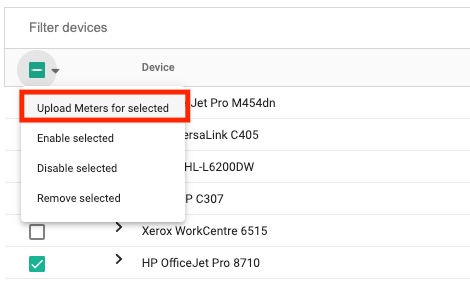 Filter devices
Device
Upload Meters for selected
Jet Pro M454dn
Enable selected
ersaLink C405
Disable selected
HL-L6200DW
Remove selected
P C307
Xerox WorkCentre 6515
HP OfficeJet Pro 8710